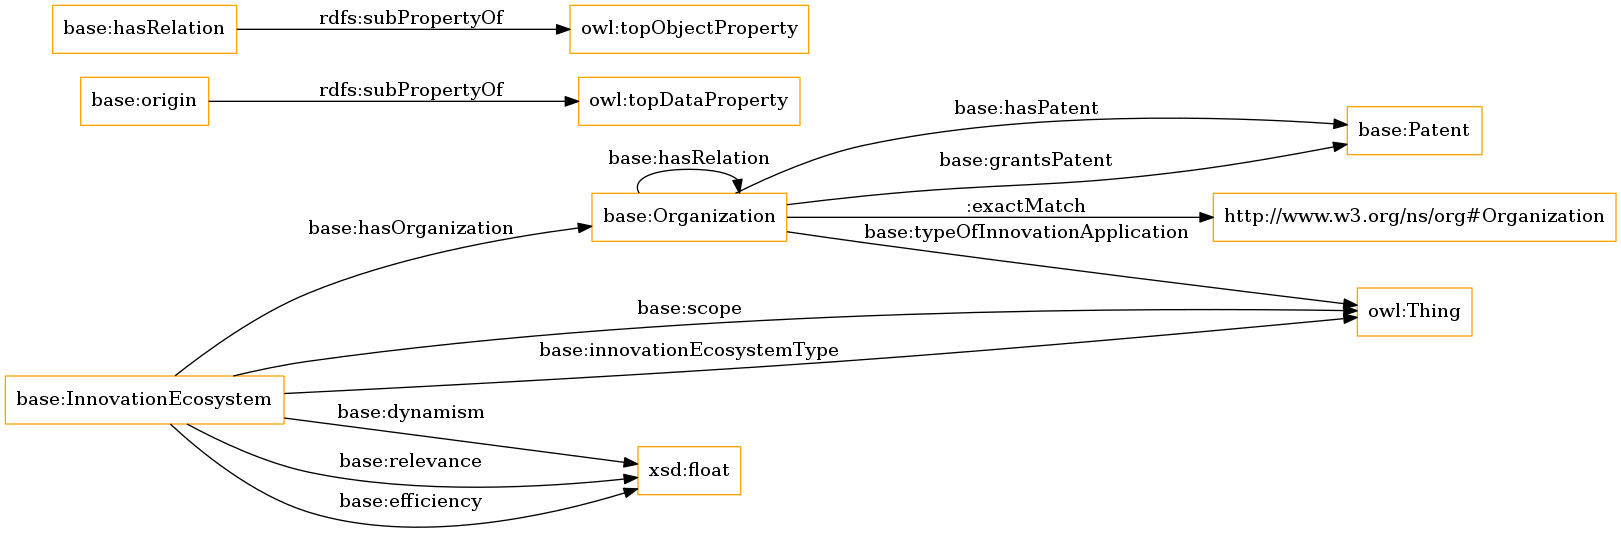 base:hasRelation
rdfs:subPropertyOf
owl:topObjectProperty
base:origin
rdfs:subPropertyOf
owl:topDataProperty
base:hasPatent
base:Patent
base:hasRelation
base:grantsPatent
base:Organization
:exactMatch
http://www.w3.org/ns/org#Organization
base:hasOrganization
base:typeOfInnovationApplication
base:scope
owl:Thing
base:innovationEcosystemType
base:InnovationEcosystem
base:dynamism
base:relevance
xsd:float
base:efficiency